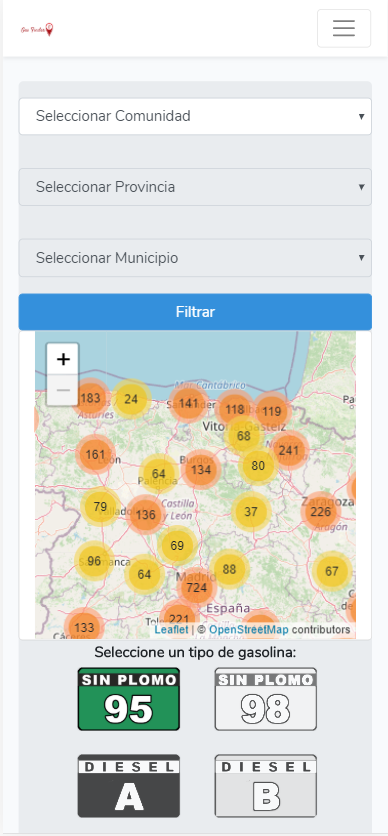 Seleccionar Comunidad
Seleccionar Provincia
Seleccionar Municipio
Filtrar
+
−
Mar Cantábrico
183
24
141
118
119
Asturias
Vitoria-Gasteiz
68
241
161
León
64
Burgos
134
80
Palencia
79
136
Castilla
y León
37
Zaragoza
226
Aragón
69
96
Salamanca
64
Madrid
88
67
724
España
221
133
Cáceres
Leaflet | © OpenStreetMap contributors
Seleccione un tipo de gasolina:
SIN PLOMO
95
SIN PLOMO
98
DIESEL
A
DIESEL
B